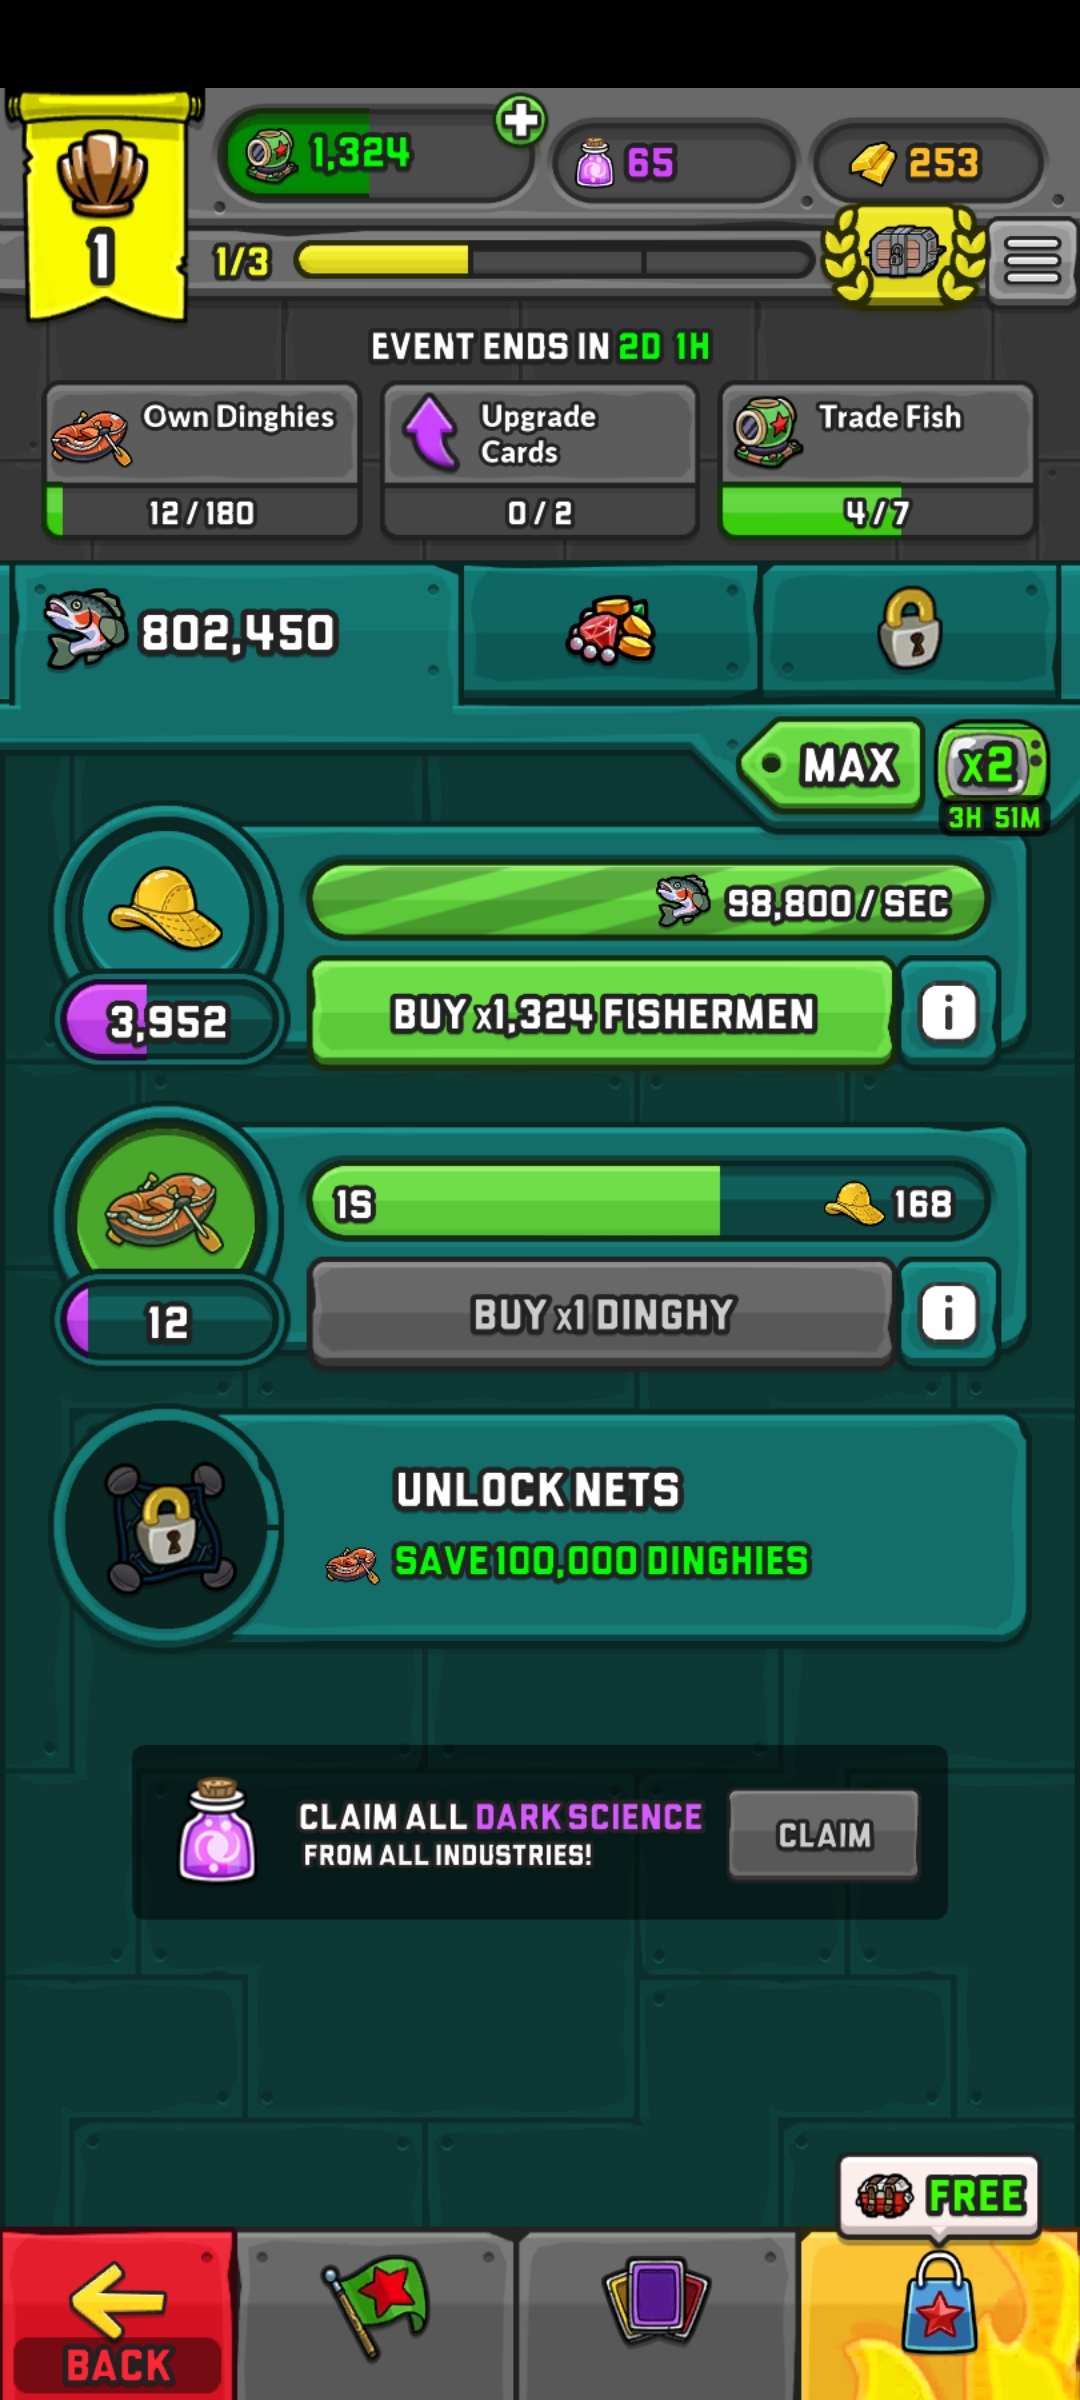 1,324
65
253
1
1/3
EVENT ENDS IN 2D 1H
Own Dinghies
12/180
Upgrade
Cards
0/2
Trade Fish
4/7
802,450
MAX
x2
3H 51M
98,800/SEC
3,952
BUY x1,324 FISHERMEN
i
1S
168
12
BUY x1 DINGHY
i
UNLOCK NETS
SAVE 100,000 DINGHIES
CLAIM ALL DARK SCIENCE
FROM ALL INDUSTRIES!
CLAIM
FREE
BACK